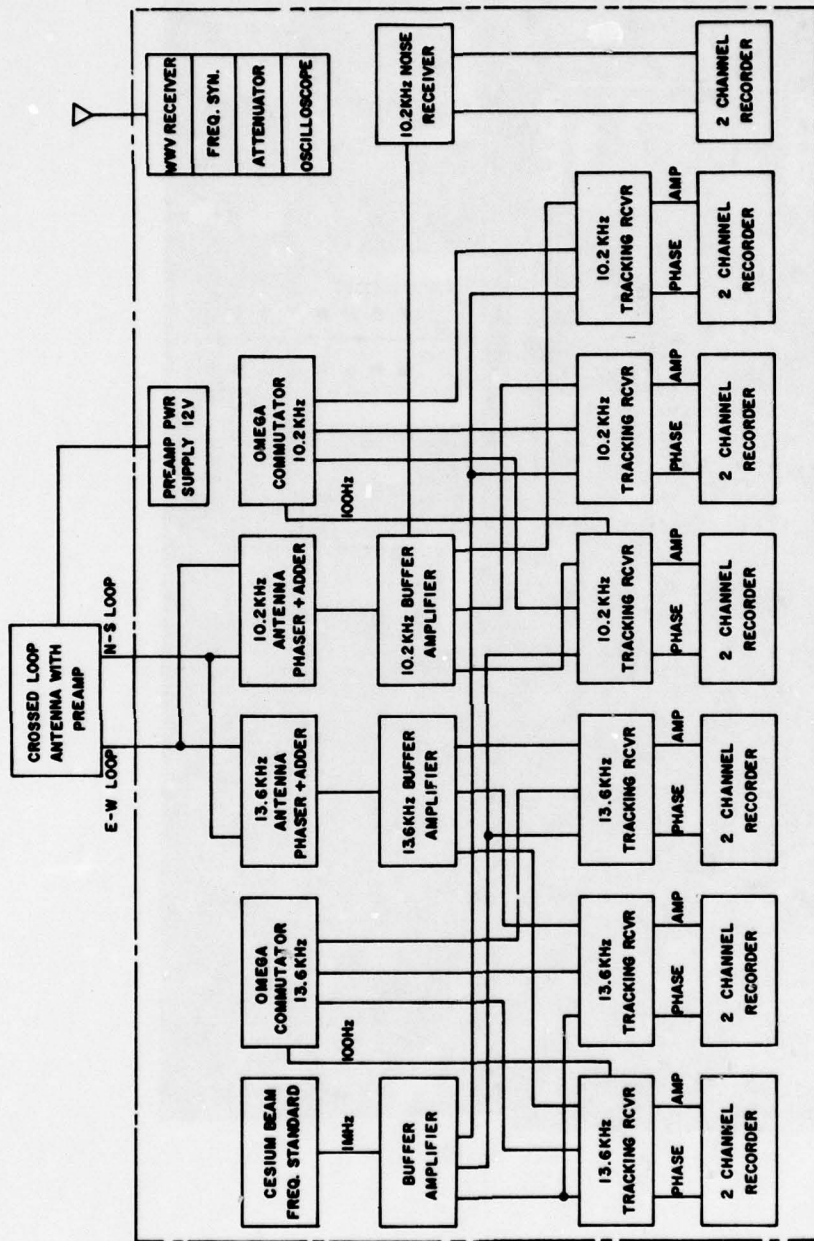 CROSSED LOOP
ANTENNA WITH
PREAMP
E-W LOOP
N-S LOOP
PREAMP PWR
SUPPLY 12V
WWV RECEIVER
FREQ. SYN.
ATTENUATOR
OSCILLOSCOPE
CESIUM BEAM
FREQ. STANDARD
OMEGA
COMMUTATOR
13.6KHz
13.6KHz
ANTENNA
PHASER + ADDER
10.2KHz
ANTENNA
PHASER + ADDER
OMEGA
COMMUTATOR
10.2KHz
1MHz
100Hz
100Hz
BUFFER
AMPLIFIER
13.6KHz BUFFER
AMPLIFIER
10.2KHz BUFFER
AMPLIFIER
10.2KHz NOISE
RECEIVER
13.6KHz
TRACKING RCVR
13.6KHz
TRACKING RCVR
13.6KHz
TRACKING RCVR
10.2KHz
TRACKING RCVR
10.2KHz
TRACKING RCVR
10.2KHz
TRACKING RCVR
PHASE
AMP
PHASE
AMP
PHASE
AMP
PHASE
AMP
PHASE
AMP
PHASE
AMP
2 CHANNEL
RECORDER
2 CHANNEL
RECORDER
2 CHANNEL
RECORDER
2 CHANNEL
RECORDER
2 CHANNEL
RECORDER
2 CHANNEL
RECORDER
2 CHANNEL
RECORDER